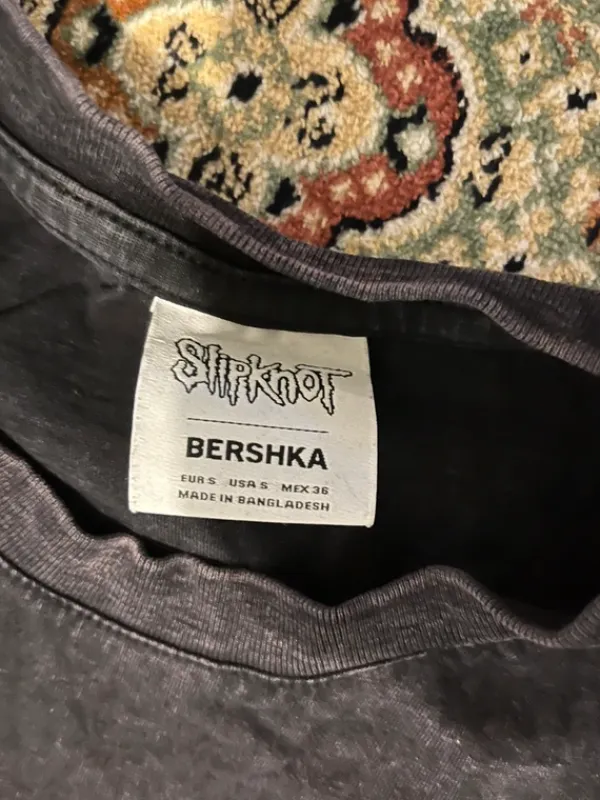 SlipKnoT
BERSHKA
EUR S USA S MEX 36
MADE IN BANGLADESH